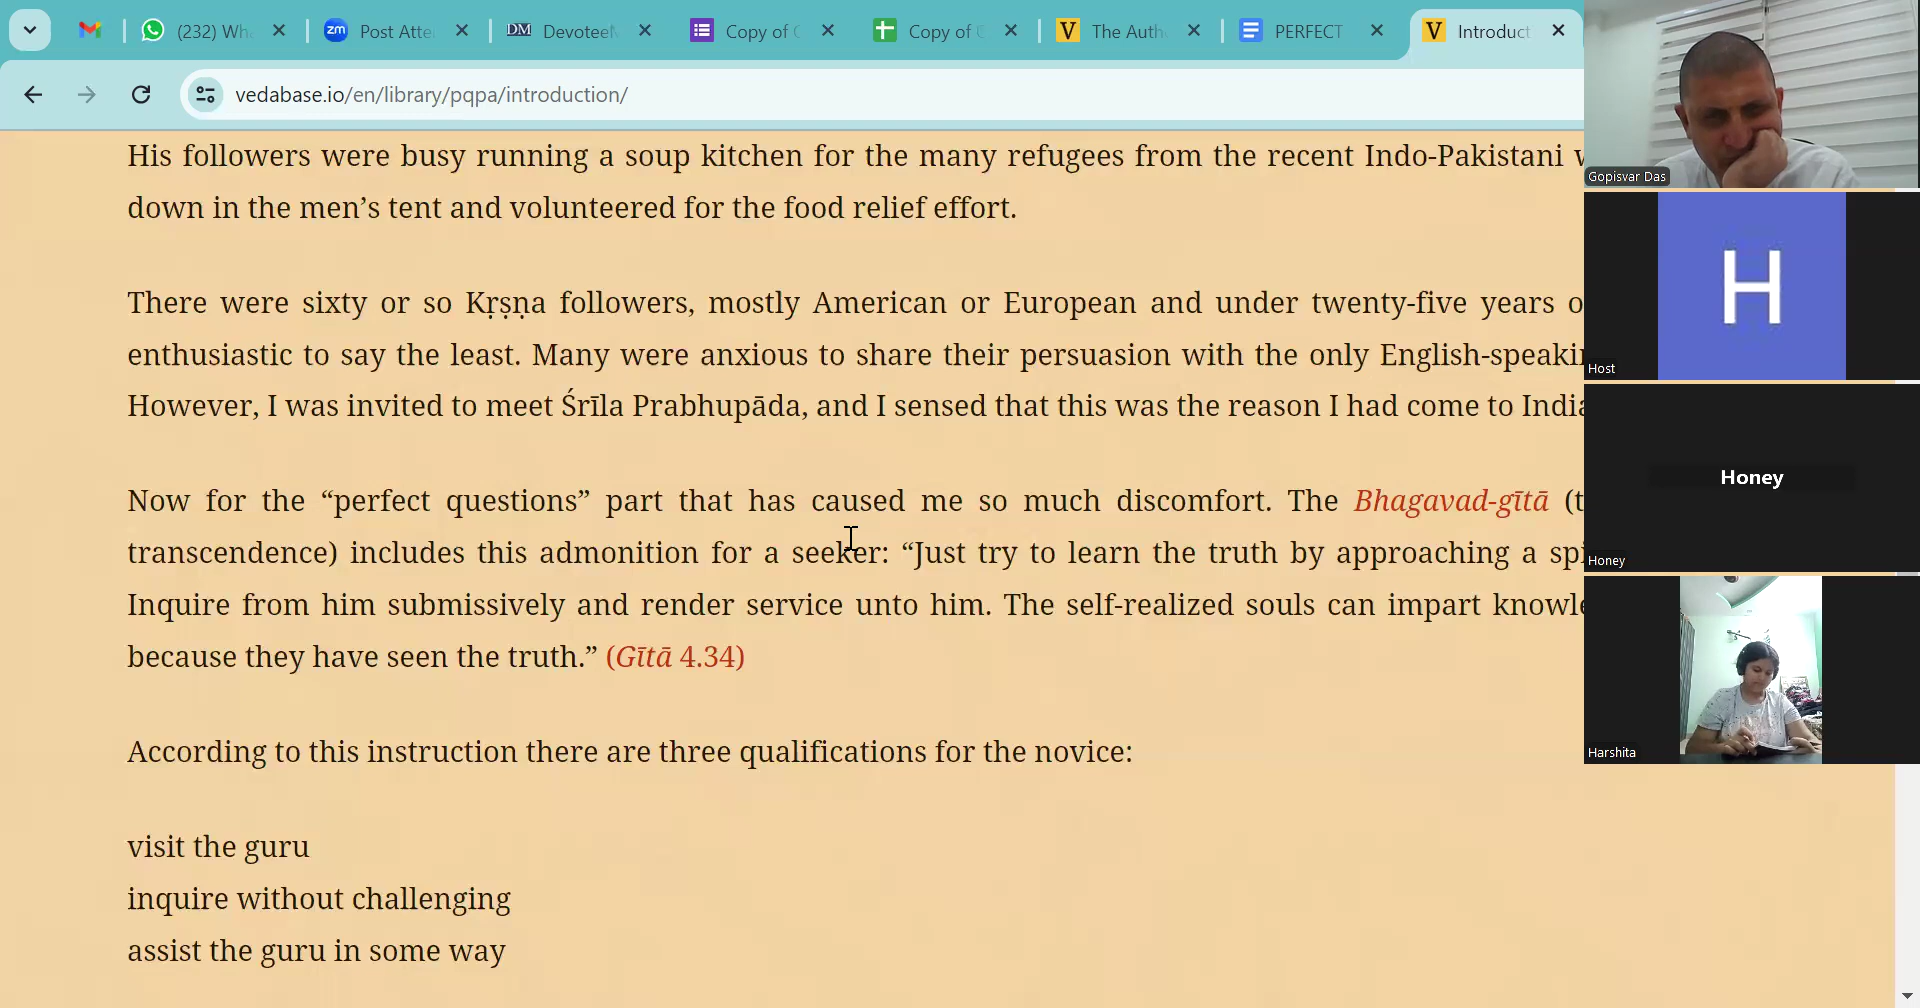 (232) Wh
Post Atte
DM
Devotee
Copy of
Copy of
V
The Auth
PERFECT
V
Introduct
vedabase.io/en/library/pqpa/introduction/
His followers were busy running a soup kitchen for the many refugees from the recent Indo-Pakistani
down in the men's tent and volunteered for the food relief effort.
There were sixty or so Kṛṣṇa followers, mostly American or European and under twenty-five years
enthusiastic to say the least. Many were anxious to share their persuasion with the only English-speakin
However, I was invited to meet Śrīla Prabhupāda, and I sensed that this was the reason I had come to India
Now for the “perfect questions” part that has caused me so much discomfort. The Bhagavad-gītā
transcendence) includes this admonition for a seeker: “Just try to learn the truth by approaching a spi
Inquire from him submissively and render service unto him. The self-realized souls can impart knowle
because they have seen the truth.” (Gītā 4.34)
According to this instruction there are three qualifications for the novice:
visit the guru
inquire without challenging
assist the guru in some way
Gopisvar Das
H
Host
Honey
Honey
Harshita